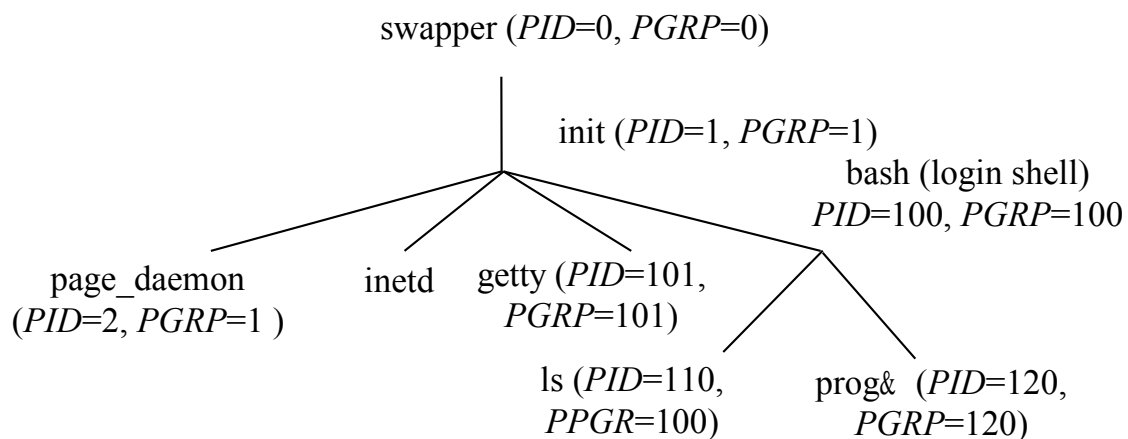 swapper (PID=0, PGRP=0)
init (PID=1, PGRP=1)
bash (login shell)
PID=100, PGRP=100
page_daemon
(PID=2, PGRP=1 )
inetd
getty (PID=101,
PGRP=101)
ls (PID=110,
PPGR=100)
prog& (PID=120,
PGRP=120)